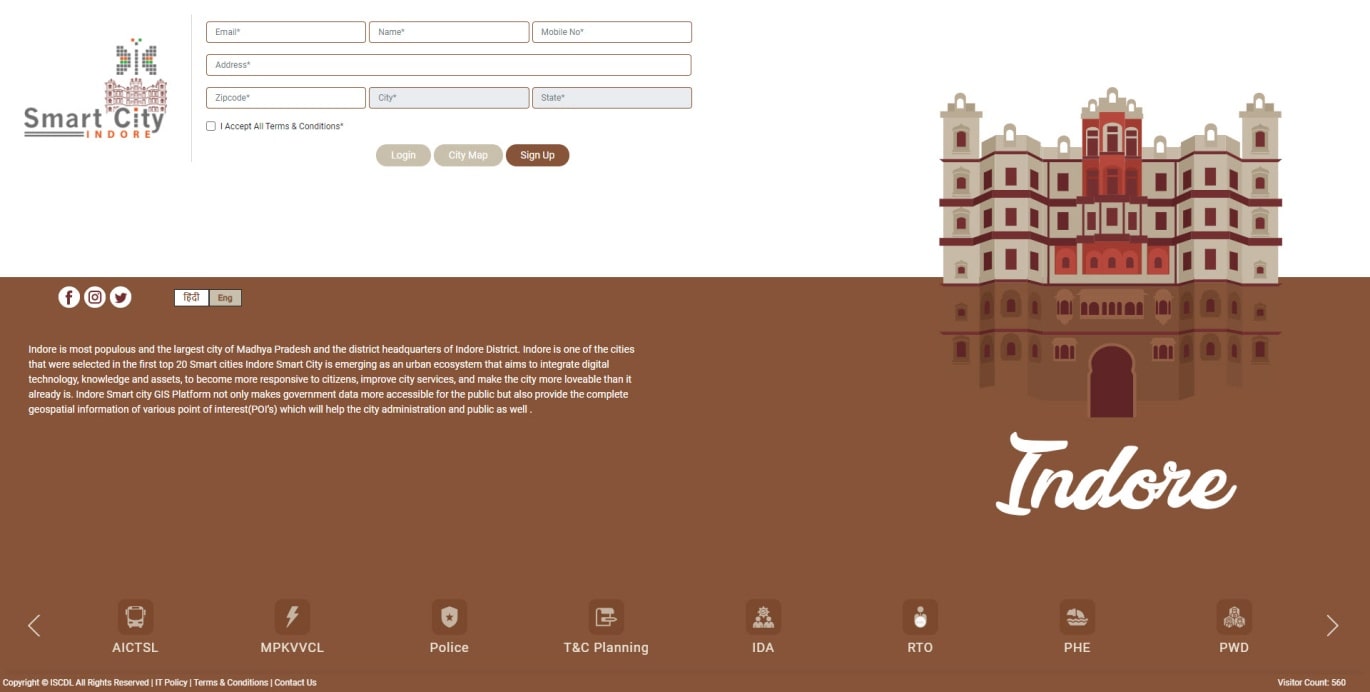 Smart City
INDORE
Email*
Name*
Mobile No*
Address*
Zipcode*
City*
State*
I Accept All Terms & Conditions*
Login
City Map
Sign Up
हिंदी
Eng
Indore is most populous and the largest city of Madhya Pradesh and the district headquarters of Indore District. Indore is one of the cities
that were selected in the first top 20 Smart cities Indore Smart City is emerging as an urban ecosystem that aims to integrate digital
technology, knowledge and assets, to become more responsive to citizens, improve city services, and make the city more loveable than it
already is. Indore Smart city GIS Platform not only makes government data more accessible for the public but also provide the complete
geospatial information of various point of interest(POI's) which will help the city administration and public as well .
Indore
AICTSL
MPKVVCL
Police
T&C Planning
IDA
RTO
PHE
PWD
Copyright © ISCDL All Rights Reserved | IT Policy | Terms & Conditions | Contact Us
Visitor Count: 560